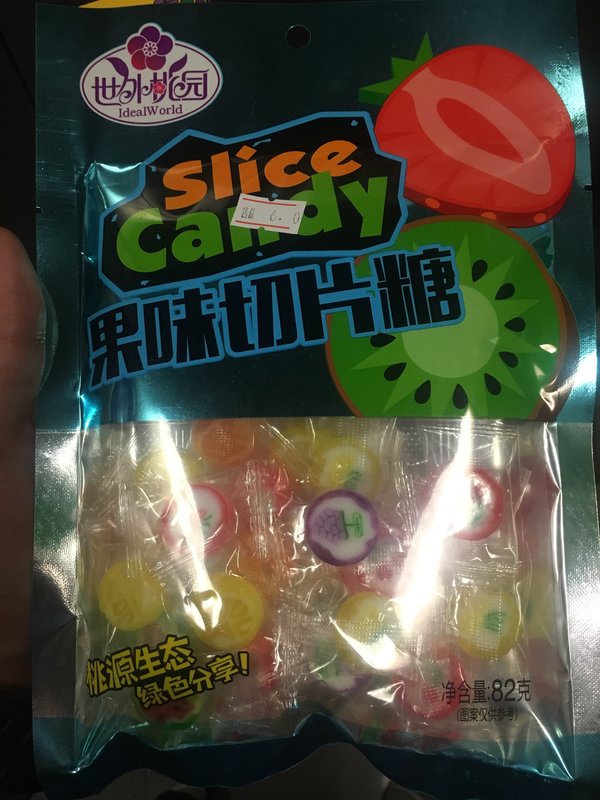 世外桃园
IdealWorld
Slice
Candy
6.0
果味切片糖
桃源生态
绿色分享!
净含量:82克
(图案仅供参考)